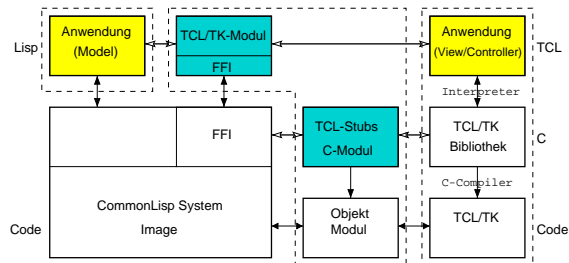 Lisp
Anwendung
(Model)
TCL/TK-Modul
FFI
Anwendung
(View/Controller)
TCL
Interpreter
FFI
TCL-Stubs
C-Modul
TCL/TK
Bibliothek
C
C-Compiler
Code
CommonLisp System
Image
Objekt
Modul
TCL/TK
Code